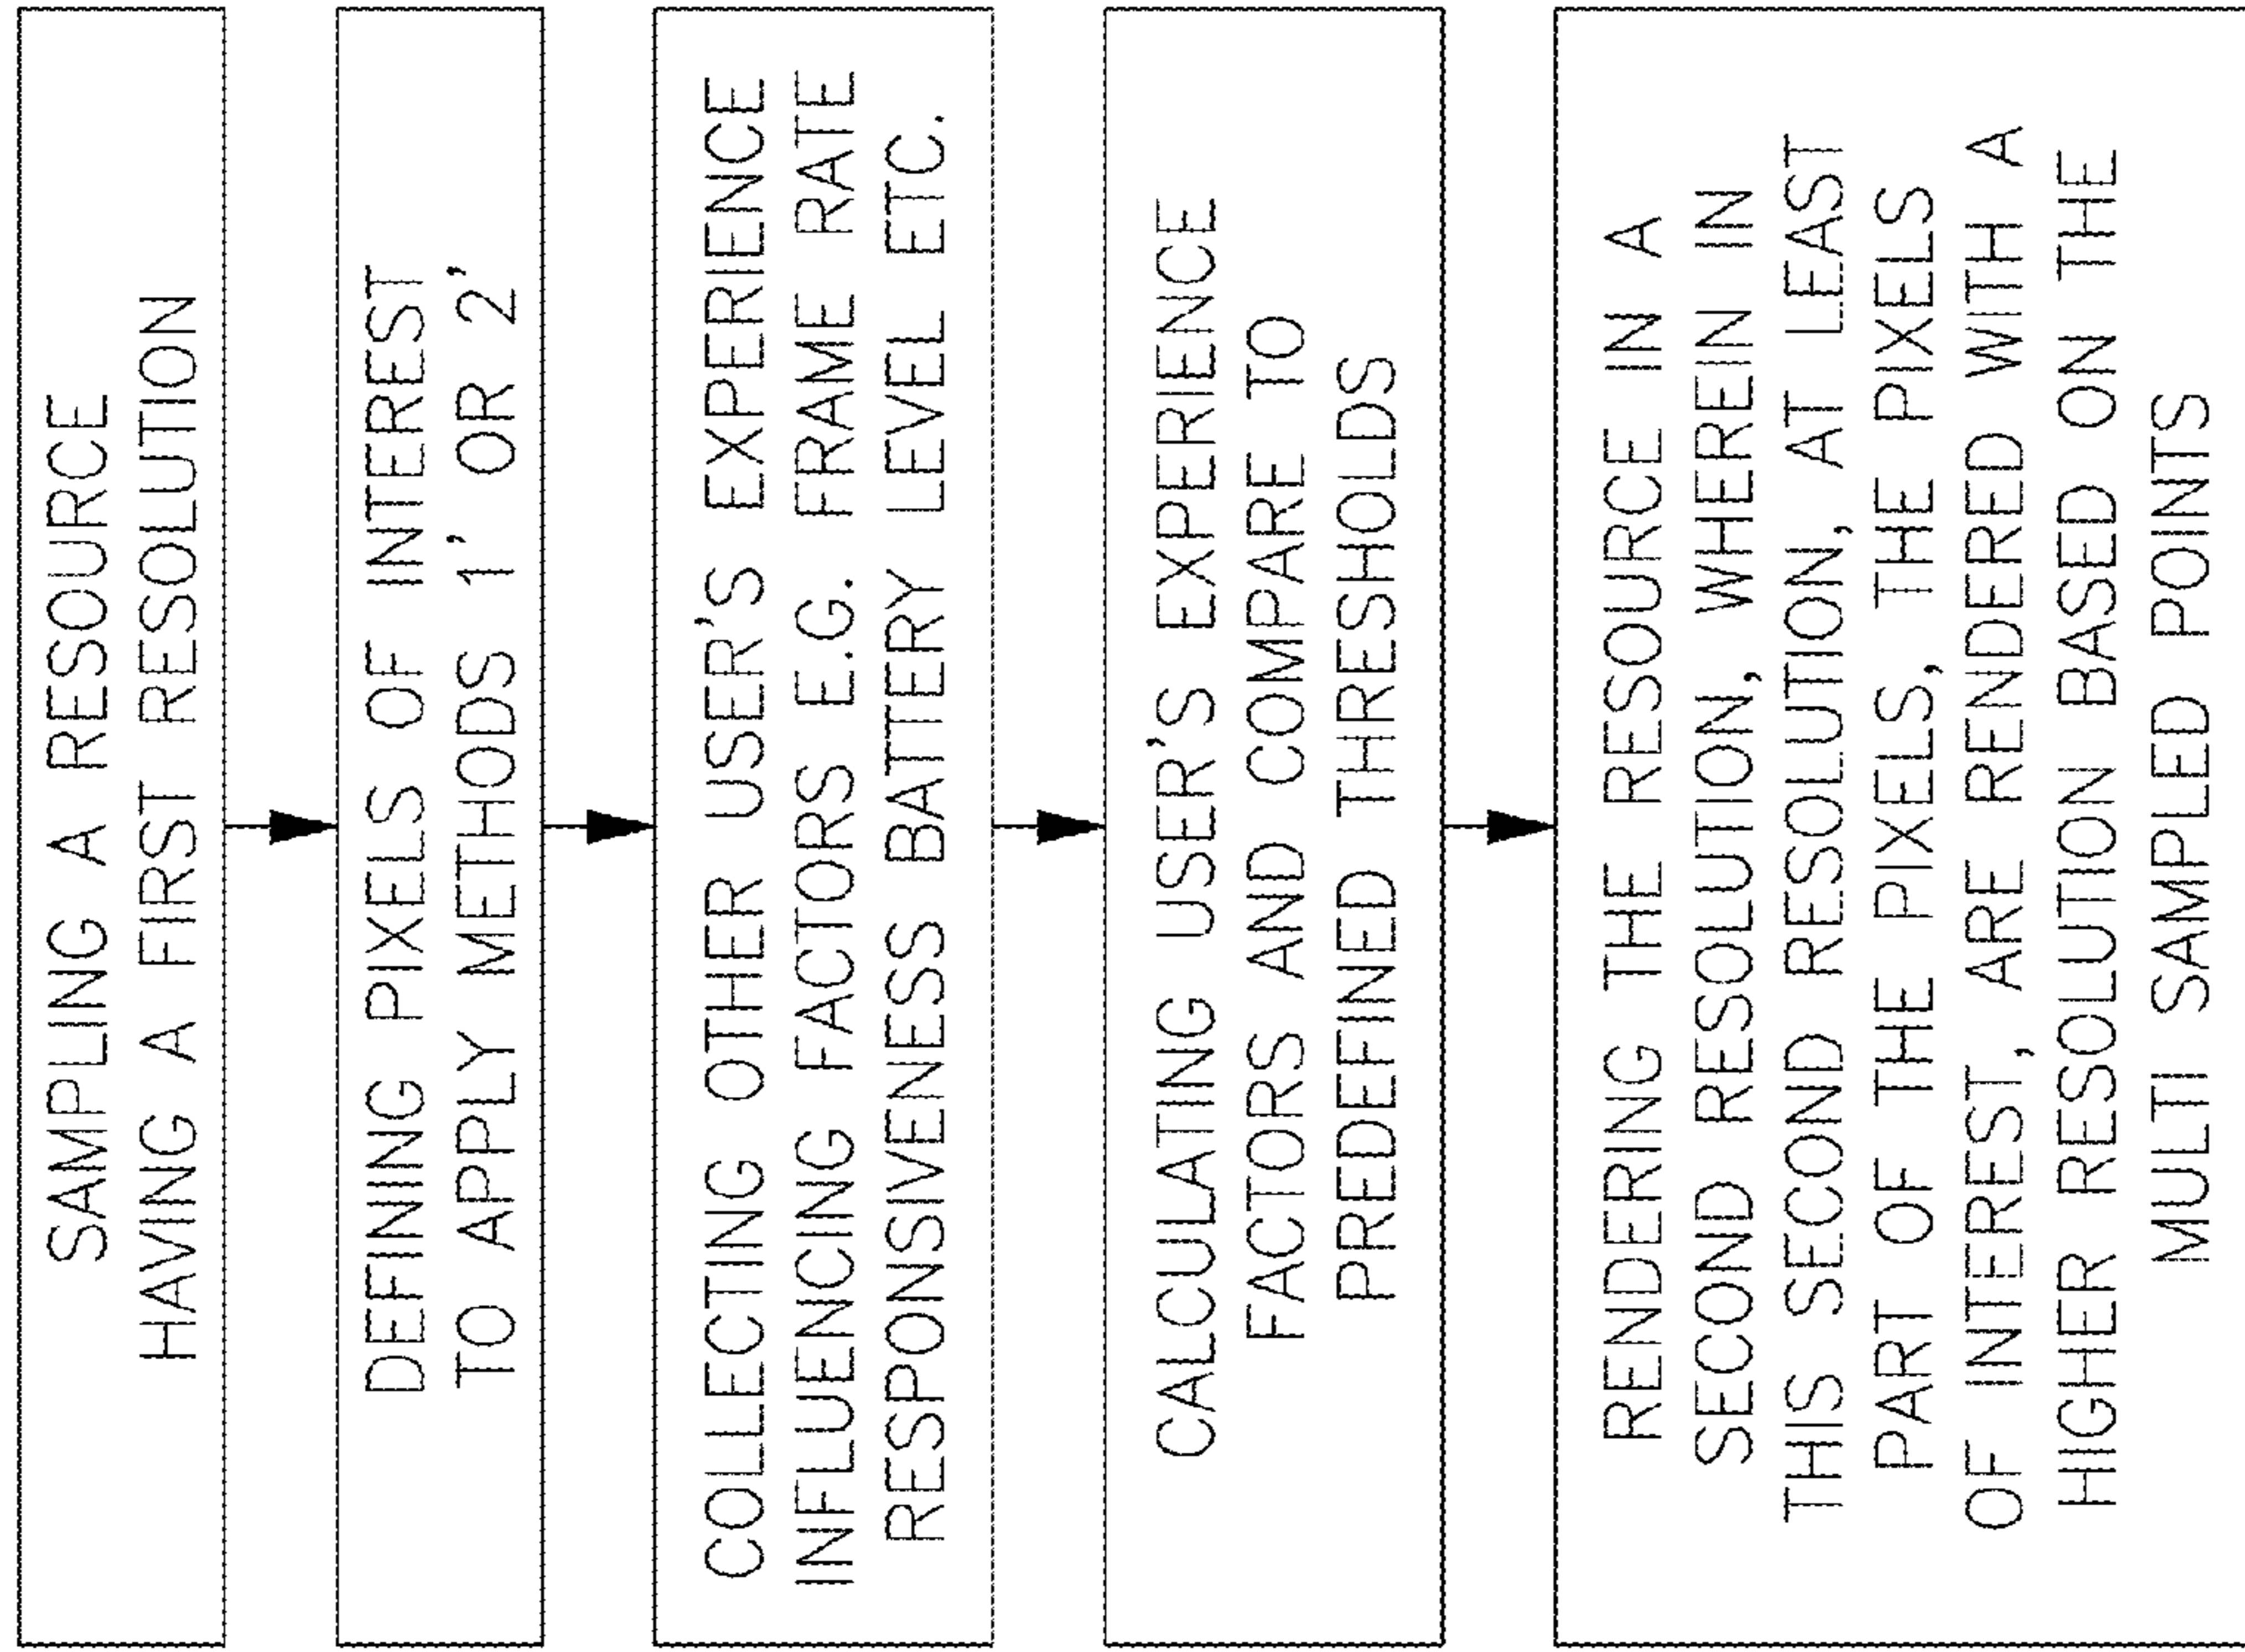 SAMPLING A RESOURCE
HAVING A FIRST RESOLUTION
DEFINING PIXELS OF INTEREST
TO APPLY METHODS 1' OR 2'
COLLECTING OTHER USER'S EXPERIENCE
INFLUENCING FACTORS E.G. FRAME RATE
RESPONSIVENESS BATTERY LEVEL ETC.
CALCULATING USER'S EXPERIENCE
FACTORS AND COMPARE TO
PREDEFINED THRESHOLDS
RENDERING THE RESOURCE IN A
SECOND RESOLUTION, WHEREIN IN
THIS SECOND RESOLUTION, AT LEAST
PART OF THE PIXELS, THE PIXELS
OF INTEREST, ARE RENDERED WITH A
HIGHER RESOLUTION BASED ON THE
MULTI SAMPLED POINTS